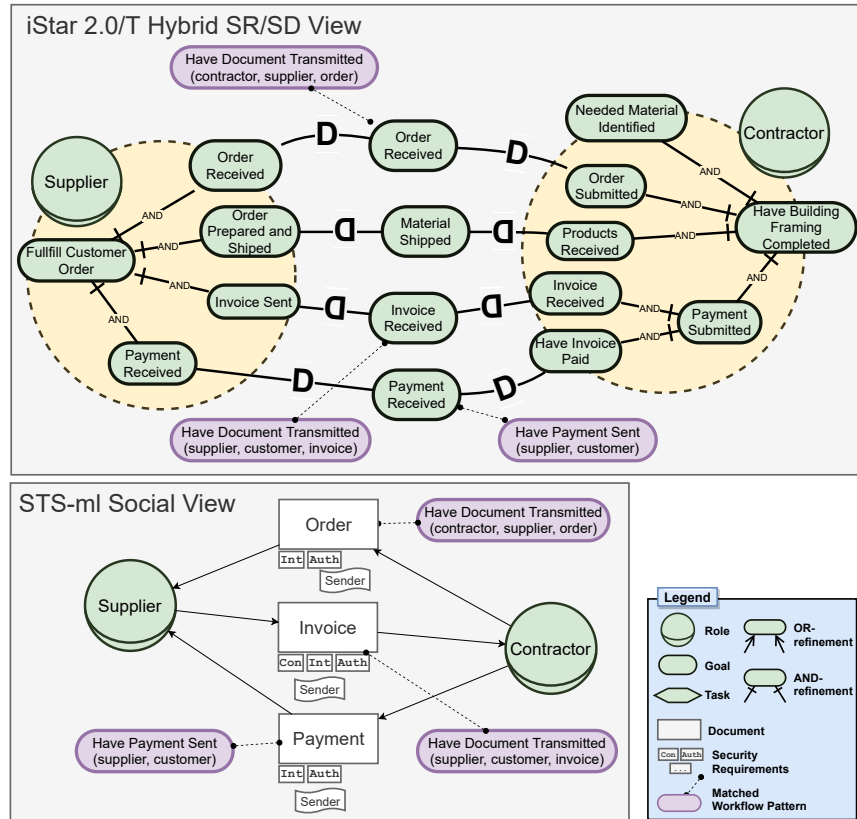 iStar 2.0/T Hybrid SR/SD View
Have Document Transmitted
(contractor, supplier, order)
Needed Material
Identified
Contractor
D
Order
Received
D
Order
Received
Supplier
AND
Order
Submitted
AND
AND
Order
Prepared and
Shiped
AND
D
Material
Shipped
D
Products
Received
AND
Have Building
Framing
Completed
Fullfill Customer
Order
AND
Invoice Sent
D
Invoice
Received
D
Invoice
Received
AND
AND
Payment
Submitted
AND
Have Invoice
Paid
AND
Payment
Received
D
Payment
Received
D
Have Document Transmitted
(supplier, customer, invoice)
Have Payment Sent
(supplier, customer)
STS-ml Social View
Order
Have Document Transmitted
(contractor, supplier, order)
Int Auth
Sender
Supplier
Invoice
Contractor
Con Int Auth
Sender
Payment
Have Payment Sent
(supplier, customer)
Have Document Transmitted
(supplier, customer, invoice)
Int Auth
Sender
Legend
Role
OR-
refinement
Goal
AND-
refinement
Task
Document
Con Auth
...
Security
Requirements
Matched
Workflow Pattern